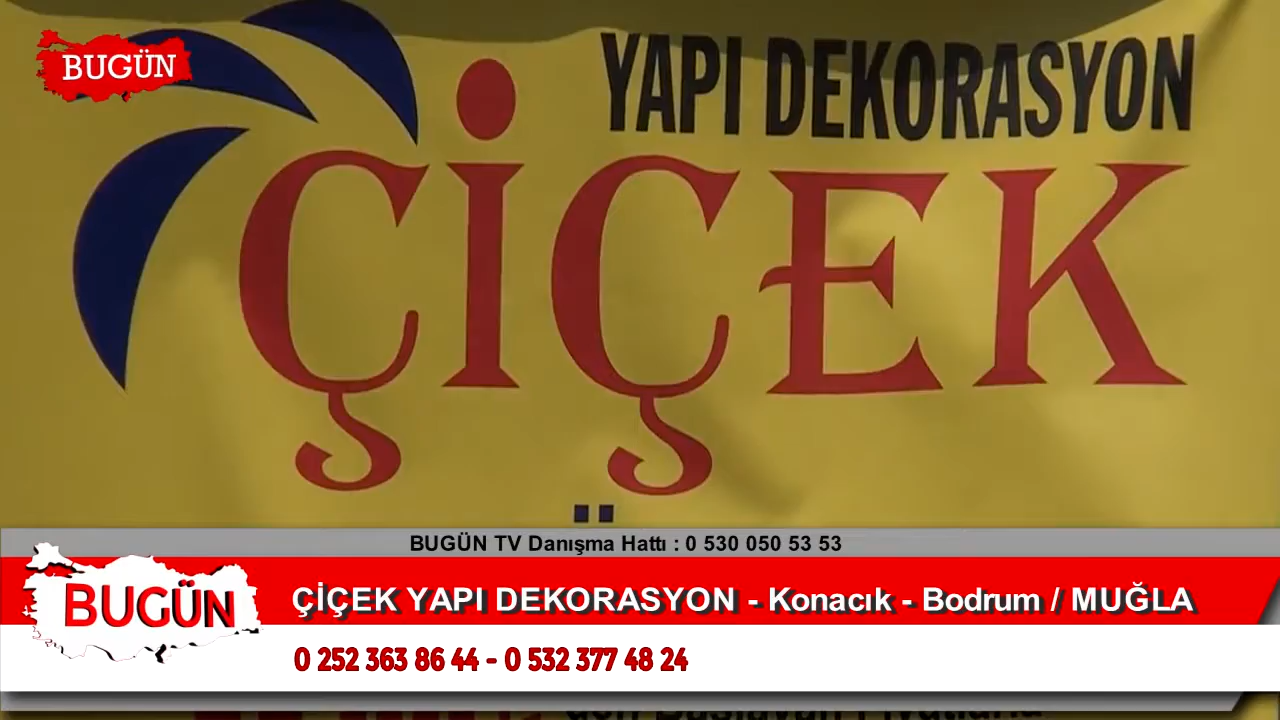 BUGÜN
YAPI DEKORASYON
ÇİÇEK
BUGÜN TV Danışma Hattı : 0 530 050 53 53
BUGÜN
ÇİÇEK YAPI DEKORASYON - Konacık - Bodrum / MUĞLA
0 252 363 86 44 - 0 532 377 48 24